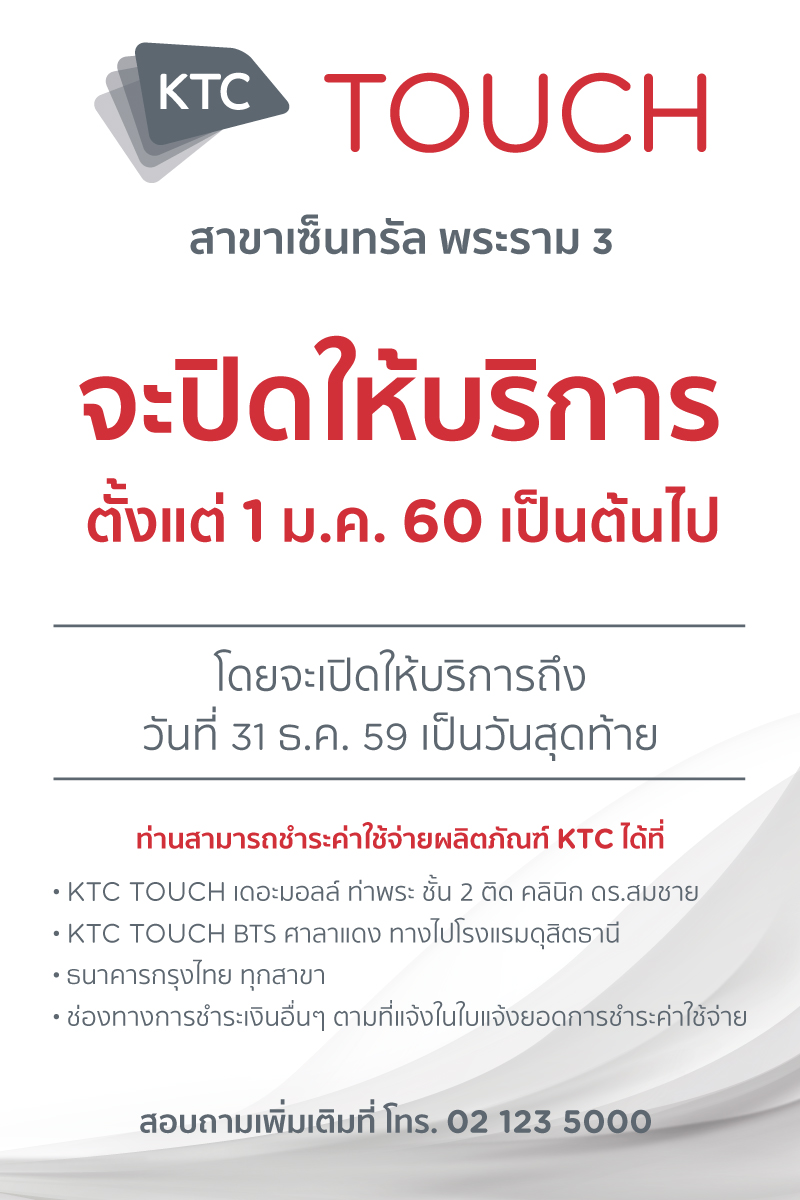 KTC TOUCH
สาขาเซ็นทรัล พระราม 3
จะปิดให้บริการ
ตั้งแต่ 1 ม.ค. 60 เป็นต้นไป
โดยจะเปิดให้บริการถึง
วันที่ 31 ธ.ค. 59 เป็นวันสุดท้าย
ท่านสามารถชำระค่าใช้จ่ายผลิตภัณฑ์ KTC ได้ที่
• KTC TOUCH เดอะมอลล์ ท่าพระ ชั้น 2 ติด คลินิก ดร.สมชาย
• KTC TOUCH BTS ศาลาแดง ทางไปโรงแรมดุสิตธานี
• ธนาคารกรุงไทย ทุกสาขา
• ช่องทางการชำระเงินอื่นๆ ตามที่แจ้งในใบแจ้งยอดการชำระค่าใช้จ่าย
สอบถามเพิ่มเติมที่ โทร. 02 123 5000